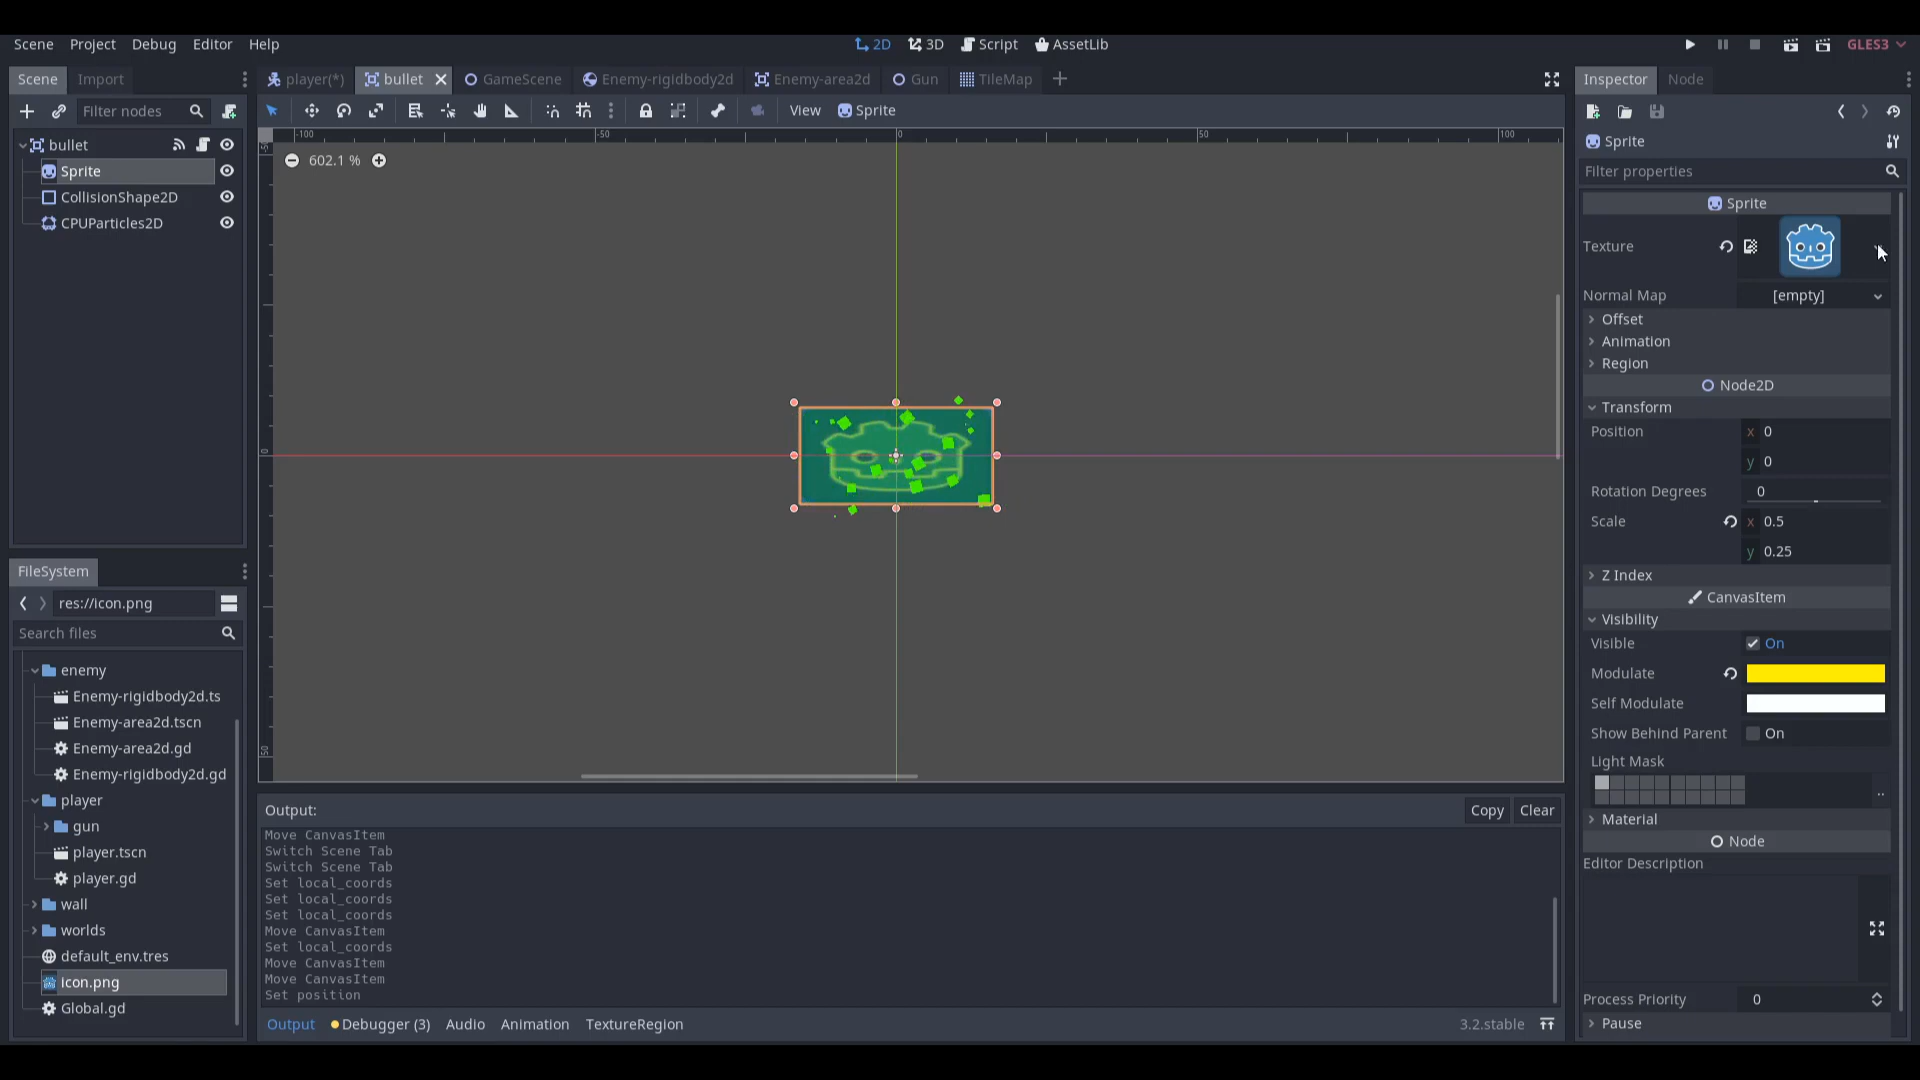 Scene Project Debug Editor Help 2D 3D Script AssetLib GLES3
Scene Import player(*) bullet GameScene Enemy-rigidbody2d Enemy-area2d Gun TileMap Inspector Node
Filter nodes View Sprite
bullet
Sprite
CollisionShape2D
CPUParticles2D
-100 -50 0 50 100
602.1 %
0
50
FileSystem
res://icon.png
Search files
enemy
Enemy-rigidbody2d.ts
Enemy-area2d.tscn
Enemy-area2d.gd
Enemy-rigidbody2d.gd
player
gun
player.tscn
player.gd
wall
worlds
default_env.tres
icon.png
Global.gd
Output: Copy Clear
Move CanvasItem
Switch Scene Tab
Switch Scene Tab
Set local_coords
Set local_coords
Set local_coords
Move CanvasItem
Set local_coords
Move CanvasItem
Move CanvasItem
Set position
Output Debugger (3) Audio Animation TextureRegion 3.2.stable
Sprite
Filter properties
Sprite
Texture
Normal Map [empty]
Offset
Animation
Region
Node2D
Transform
Position x 0
y 0
Rotation Degrees 0
Scale x 0.5
y 0.25
Z Index
CanvasItem
Visibility
Visible On
Modulate
Self Modulate
Show Behind Parent On
Light Mask
..
Material
Node
Editor Description
Process Priority 0
Pause